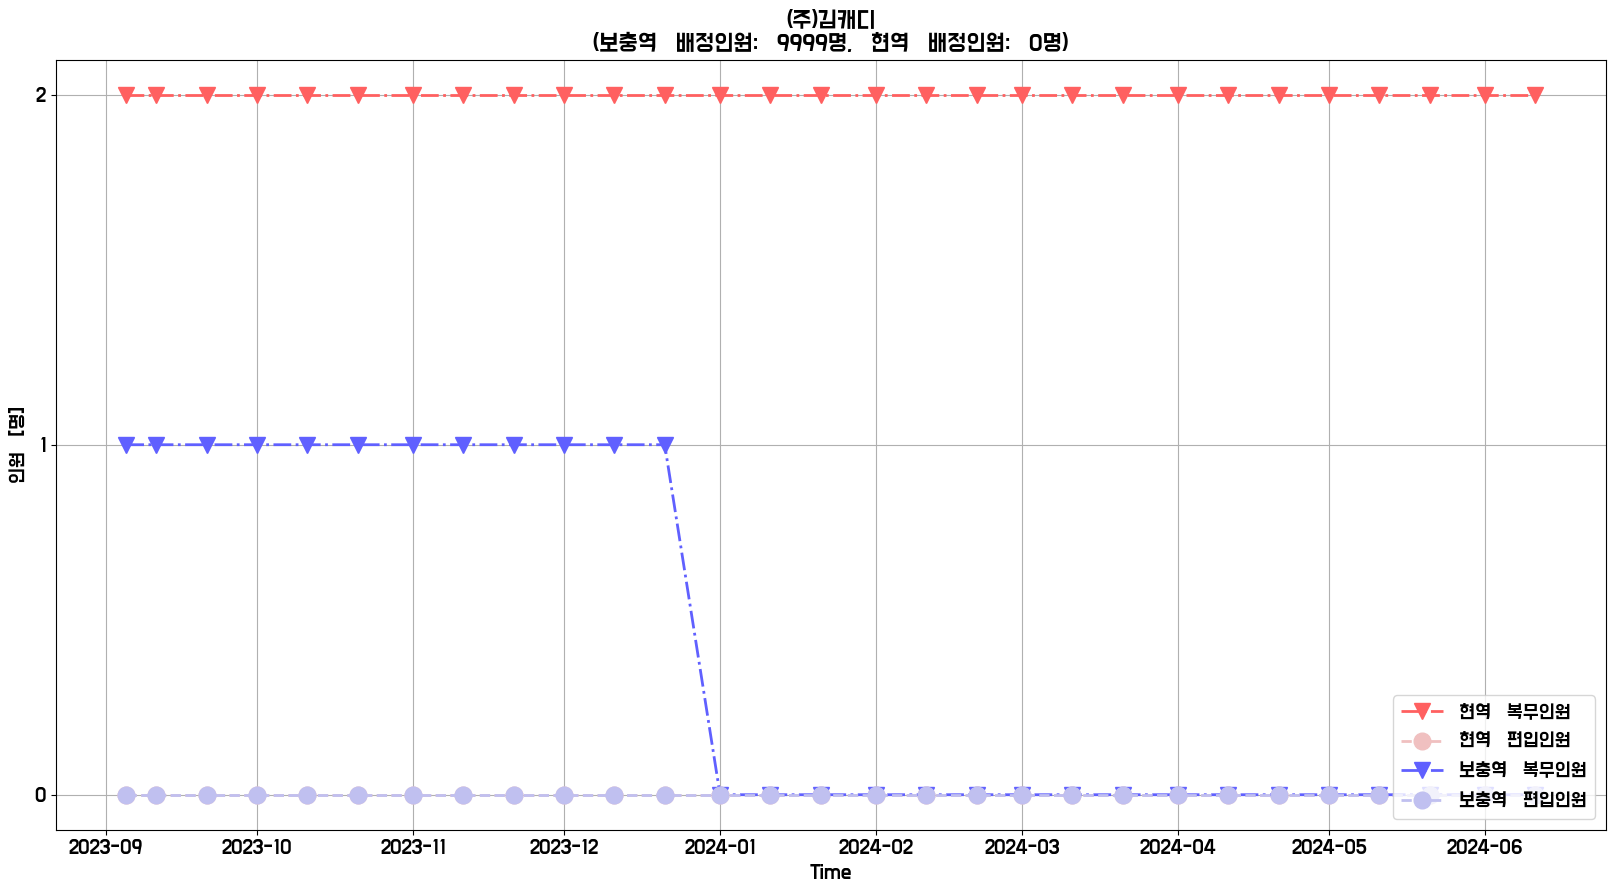 (주)김캐디
(보충역 배정인원: 9999명, 현역 배정인원: 0명)
인원 [명]
2
1
0
2023-09 2023-10 2023-11 2023-12 2024-01 2024-02 2024-03 2024-04 2024-05 2024-06
Time
현역 복무인원
현역 편입인원
보충역 복무인원
보충역 편입인원